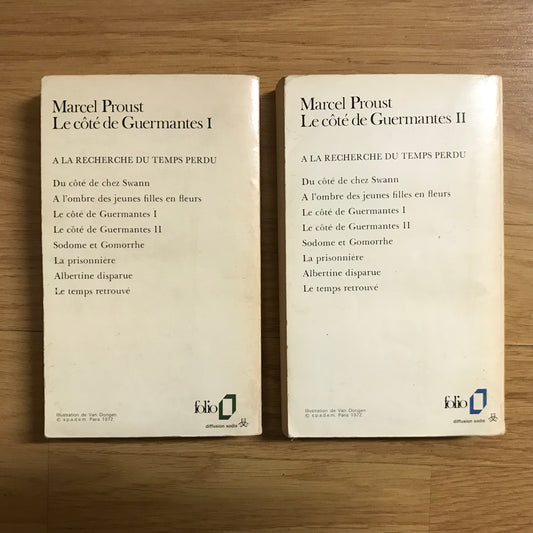 Marcel Proust
Le côté de Guermantes I
A LA RECHERCHE DU TEMPS PERDU
Du côté de chez Swann
A l'ombre des jeunes filles en fleurs
Le côté de Guermantes I
Le côté de Guermantes II
Sodome et Gomorrhe
La prisonnière
Albertine disparue
Le temps retrouvé
Illustration de Van Dongen.
© s.p.a.d.e.m. Paris 1972.
folio
diffusion sodis
Marcel Proust
Le côté de Guermantes II
A LA RECHERCHE DU TEMPS PERDU
Du côté de chez Swann
A l'ombre des jeunes filles en fleurs
Le côté de Guermantes I
Le côté de Guermantes II
Sodome et Gomorrhe
La prisonnière
Albertine disparue
Le temps retrouvé
Illustration de Van Dongen.
© s.p.a.d.e.m. Paris 1972.
folio
diffusion sodis